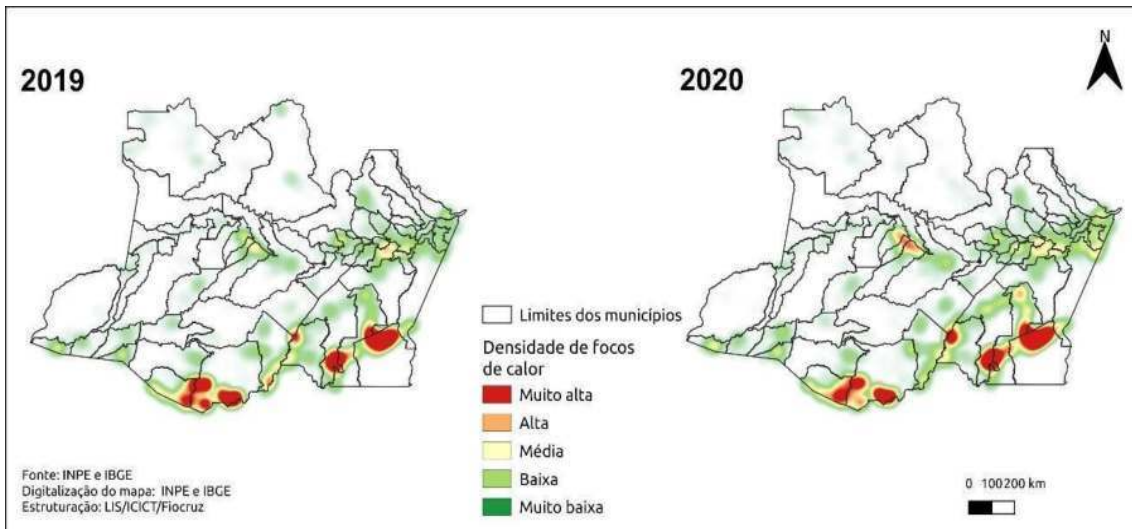 N
2019
2020
Limites dos municípios
Densidade de focos
de calor
Muito alta
Alta
Média
Baixa
Muito baixa
Fonte: INPE e IBGE
Digitalização do mapa: INPE e IBGE
Estruturação: LIS/ICICT/Fiocruz
0 100200 km